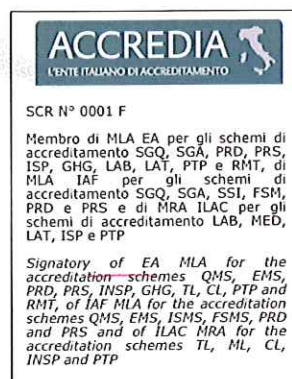 ACCREDIA
L'ENTE ITALIANO DI ACCREDITAMENTO
SCR N° 0001 F
Membro di MLA EA per gli schemi di
accreditamento SGQ, SGA, PRD, PRS,
ISP, GHG, LAB, LAT, PTP e RMT, di
MLA IAF per gli schemi di
accreditamento SGQ, SGA, SSI, FSM,
PRD e PRS e di MRA ILAC per gli
schemi di accreditamento LAB, MED,
LAT, ISP e PTP
Signatory of EA MLA for the
accreditation schemes QMS, EMS,
PRD, PRS, INSP, GHG, TL, CL, PTP and
RMT, of IAF MLA for the accreditation
schemes QMS, EMS, ISMS, FSMS, PRD
and PRS and of ILAC MRA for the
accreditation schemes TL, ML, CL,
INSP and PTP